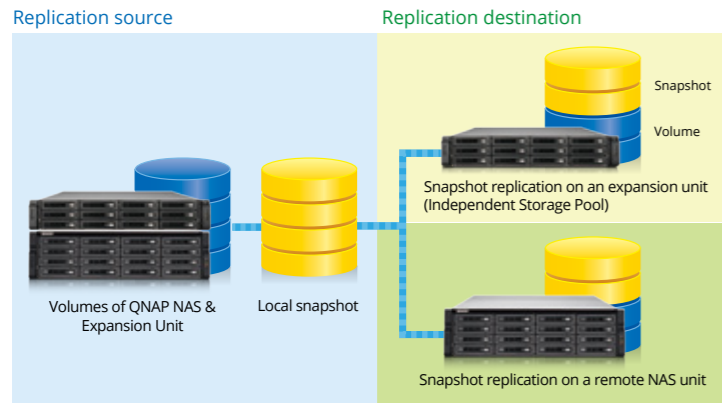 Replication source
Replication destination
Snapshot
Volume
Snapshot replication on an expansion unit
(Independent Storage Pool)
Volumes of QNAP NAS &
Expansion Unit
Local snapshot
Snapshot replication on a remote NAS unit